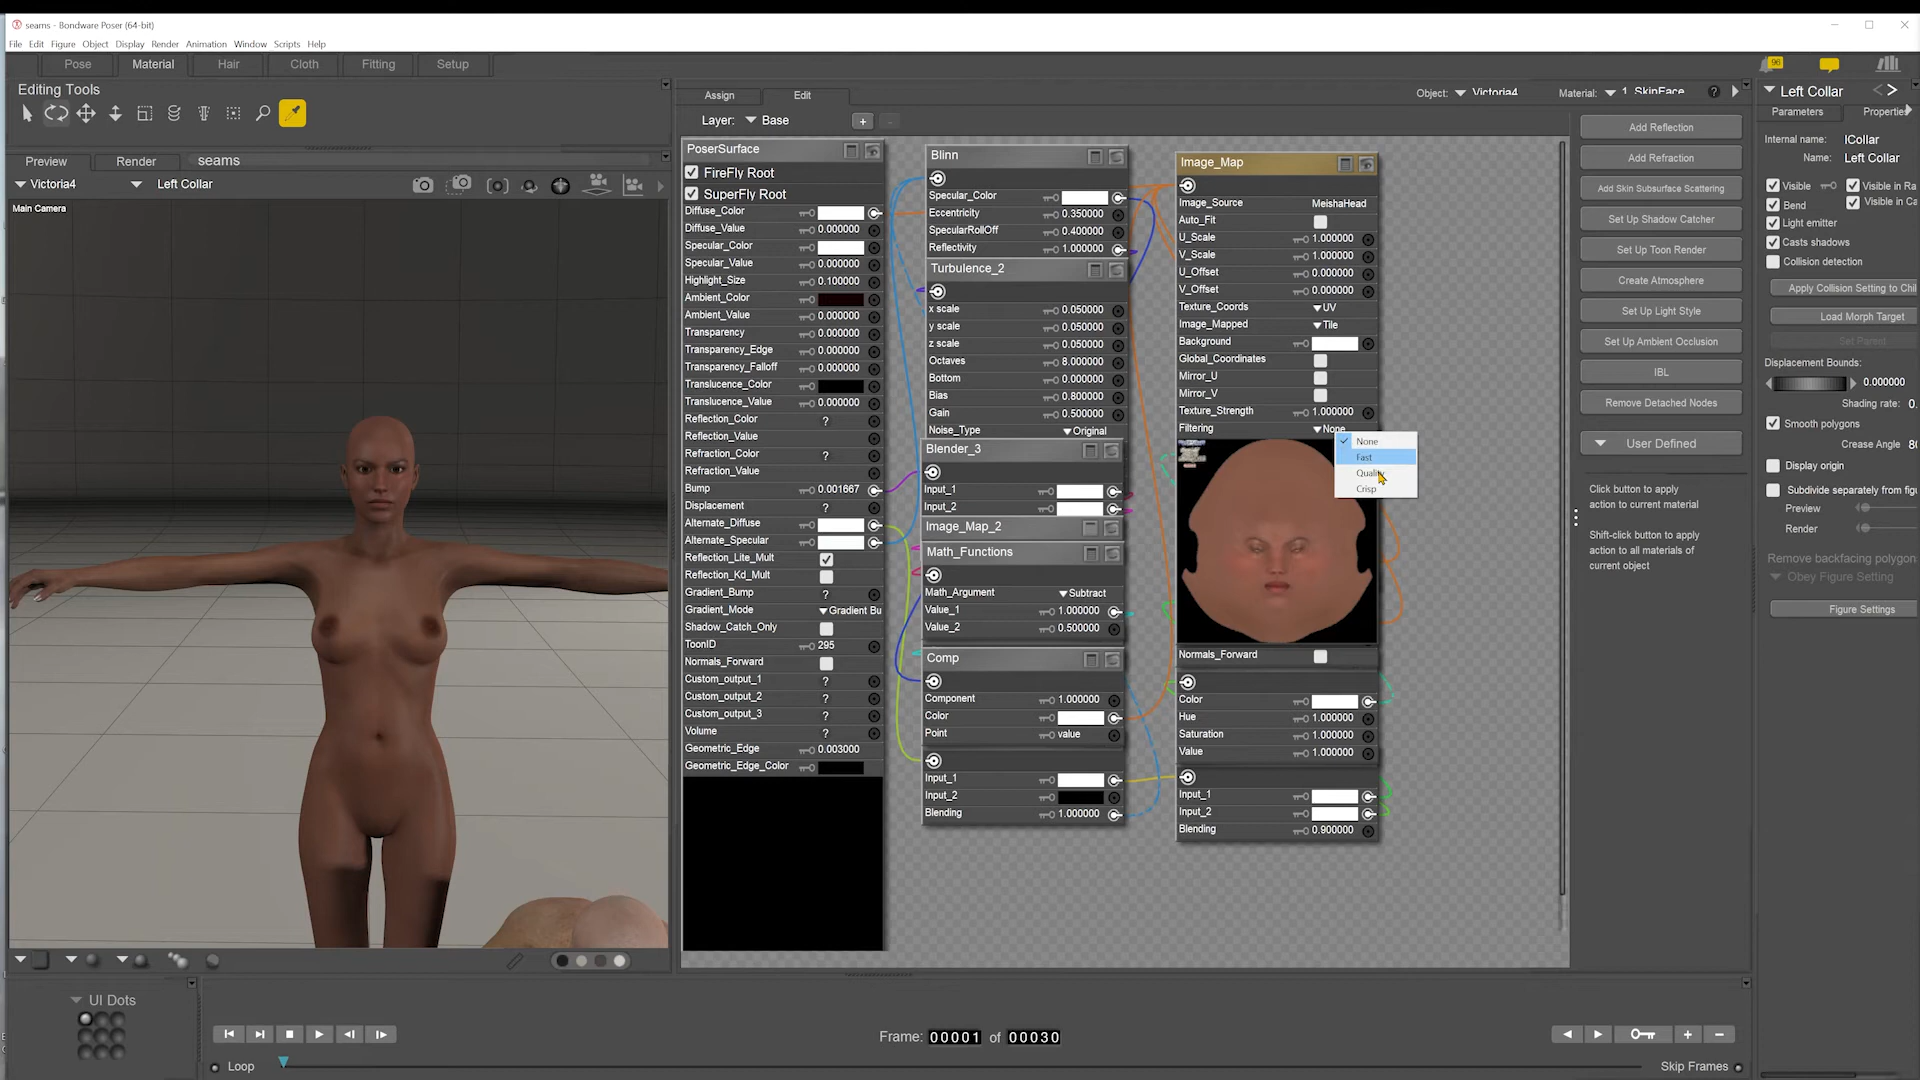 seams - Bondware Poser (64-bit)
File Edit Figure Object Display Render Animation Window Scripts Help
Pose Material Hair Cloth Fitting Setup
96
Editing Tools
Preview Render seams
Victoria4 Left Collar
Main Camera
Assign Edit
Object: Victoria4 Material: 1_SkinFace ?
Layer: Base + -
PoserSurface
FireFly Root
SuperFly Root
Diffuse_Color
Diffuse_Value 0.000000
Specular_Color
Specular_Value 0.000000
Highlight_Size 0.100000
Ambient_Color
Ambient_Value 0.000000
Transparency 0.000000
Transparency_Edge 0.000000
Transparency_Falloff 0.000000
Translucence_Color
Translucence_Value 0.000000
Reflection_Color ?
Reflection_Value
Refraction_Color ?
Refraction_Value
Bump 0.001667
Displacement ?
Alternate_Diffuse
Alternate_Specular
Reflection_Lite_Mult
Reflection_Kd_Mult
Gradient_Bump ?
Gradient_Mode Gradient Bu
Shadow_Catch_Only
ToonID 295
Normals_Forward
Custom_output_1 ?
Custom_output_2 ?
Custom_output_3 ?
Volume ?
Geometric_Edge 0.003000
Geometric_Edge_Color
Blinn
Specular_Color
Eccentricity 0.350000
SpecularRollOff 0.400000
Reflectivity 1.000000
Turbulence_2
x scale 0.050000
y scale 0.050000
z scale 0.050000
Octaves 8.000000
Bottom 0.000000
Bias 0.800000
Gain 0.500000
Noise_Type Original
Blender_3
Input_1
Input_2
Image_Map_2
Math_Functions
Math_Argument Subtract
Value_1 1.000000
Value_2 0.500000
Comp
Component 1.000000
Color
Point value
Input_1
Input_2
Blending 1.000000
Image_Map
Image_Source MeishaHead
Auto_Fit
U_Scale 1.000000
V_Scale 1.000000
U_Offset 0.000000
V_Offset 0.000000
Texture_Coords UV
Image_Mapped Tile
Background
Global_Coordinates
Mirror_U
Mirror_V
Texture_Strength 1.000000
Filtering None
None
Fast
Quality
Crisp
Normals_Forward
Color
Hue 1.000000
Saturation 1.000000
Value 1.000000
Input_1
Input_2
Blending 0.900000
Add Reflection
Add Refraction
Add Skin Subsurface Scattering
Set Up Shadow Catcher
Set Up Toon Render
Create Atmosphere
Set Up Light Style
Set Up Ambient Occlusion
IBL
Remove Detached Nodes
User Defined
Click button to apply
action to current material
Shift-click button to apply
action to all materials of
current object
Left Collar
Parameters Properties
Internal name: lCollar
Name: Left Collar
Visible Visible in Ra
Bend Visible in Ca
Light emitter
Casts shadows
Collision detection
Apply Collision Setting to Chil
Load Morph Target
Set Parent
Displacement Bounds:
0.000000
Shading rate: 0.
Smooth polygons
Crease Angle 80
Display origin
Subdivide separately from figu
Preview
Render
Remove backfacing polygon
Obey Figure Setting
Figure Settings
UI Dots
Frame: 00001 of 00030
Loop
Skip Frames